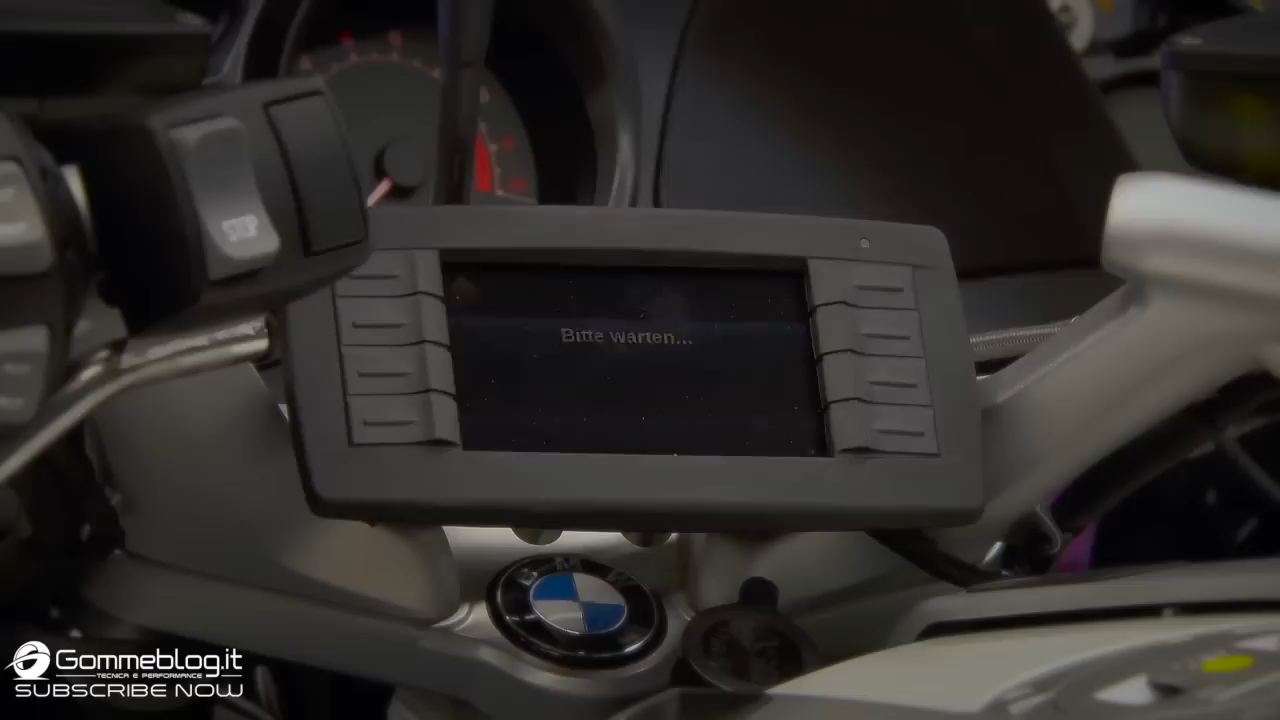 STOP
Bitte warten...
BMW
Gommeblog.it
TECNICA E PERFORMANCE
SUBSCRIBE NOW